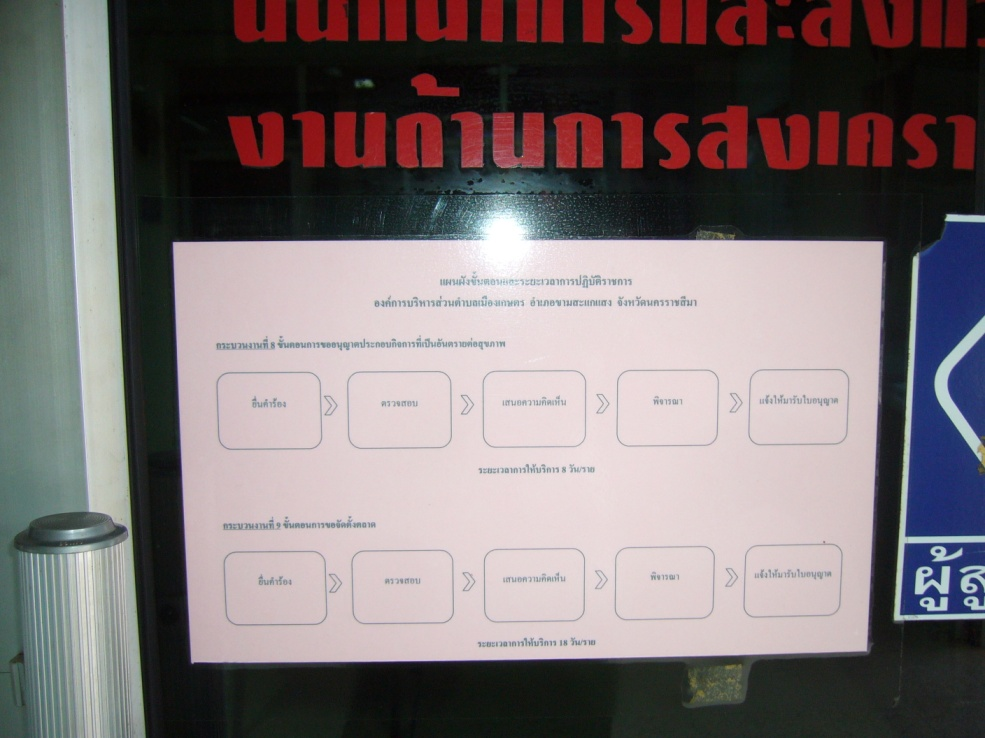 งานด้านการสงเครา
แผนผังขั้นตอนและระยะเวลาการปฏิบัติราชการ
องค์การบริหารส่วนตำบลเมืองเกษตร อำเภอขามสะแกแสง จังหวัดนครราชสีมา
กระบวนงานที่ 8 ขั้นตอนการขออนุญาตประกอบกิจการที่เป็นอันตรายต่อสุขภาพ
ยื่นคำร้อง
ตรวจสอบ
เสนอความคิดเห็น
พิจารณา
แจ้งให้มารับใบอนุญาต
ระยะเวลาการให้บริการ 8 วัน/ราย
กระบวนงานที่ 9 ขั้นตอนการขอจัดตั้งตลาด
ยื่นคำร้อง
ตรวจสอบ
เสนอความคิดเห็น
พิจารณา
แจ้งให้มารับใบอนุญาต
ระยะเวลาการให้บริการ 18 วัน/ราย
ผู้สู